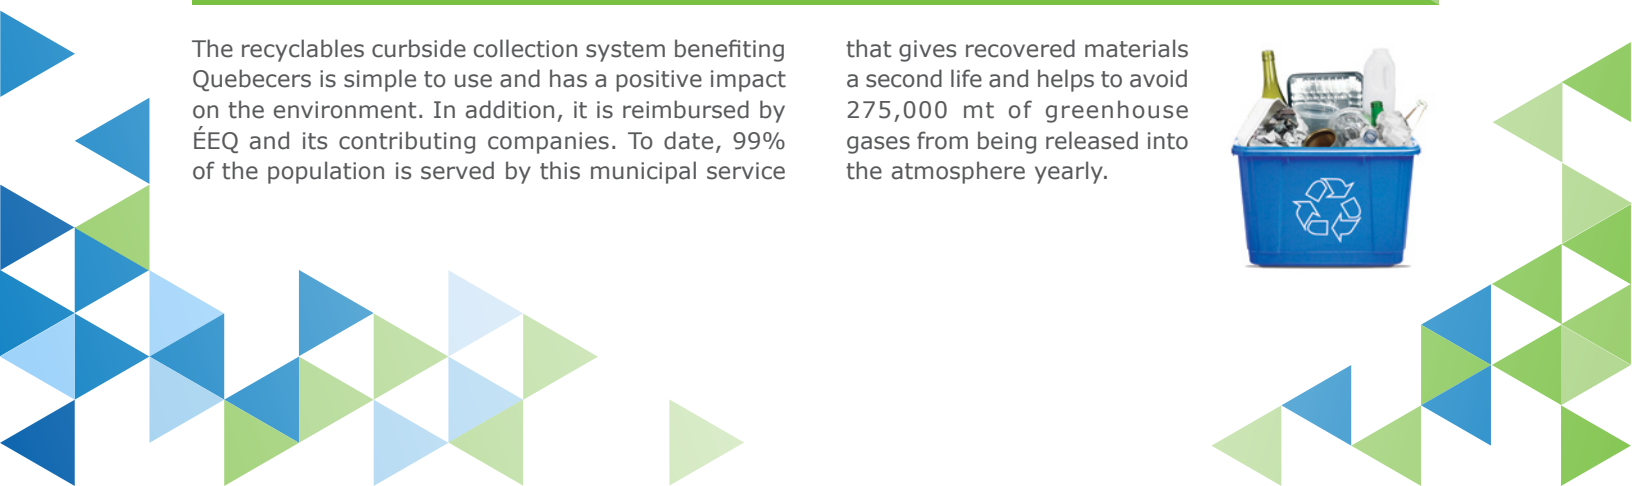 The recyclables curbside collection system benefiting
Quebecers is simple to use and has a positive impact
on the environment. In addition, it is reimbursed by
ÉEQ and its contributing companies. To date, 99%
of the population is served by this municipal service
that gives recovered materials
a second life and helps to avoid
275,000 mt of greenhouse
gases from being released into
the atmosphere yearly.